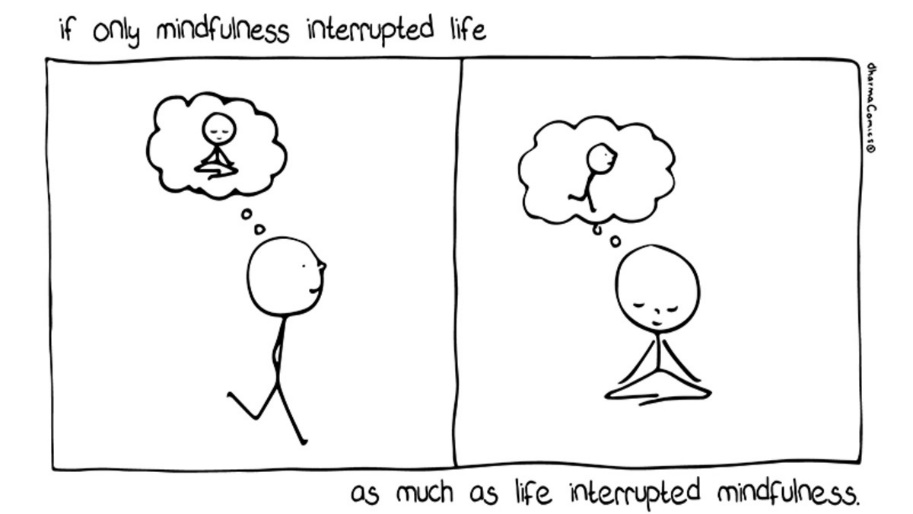 if only mindfulness interrupted life
dharmaComics®
as much as life interrupted mindfulness.